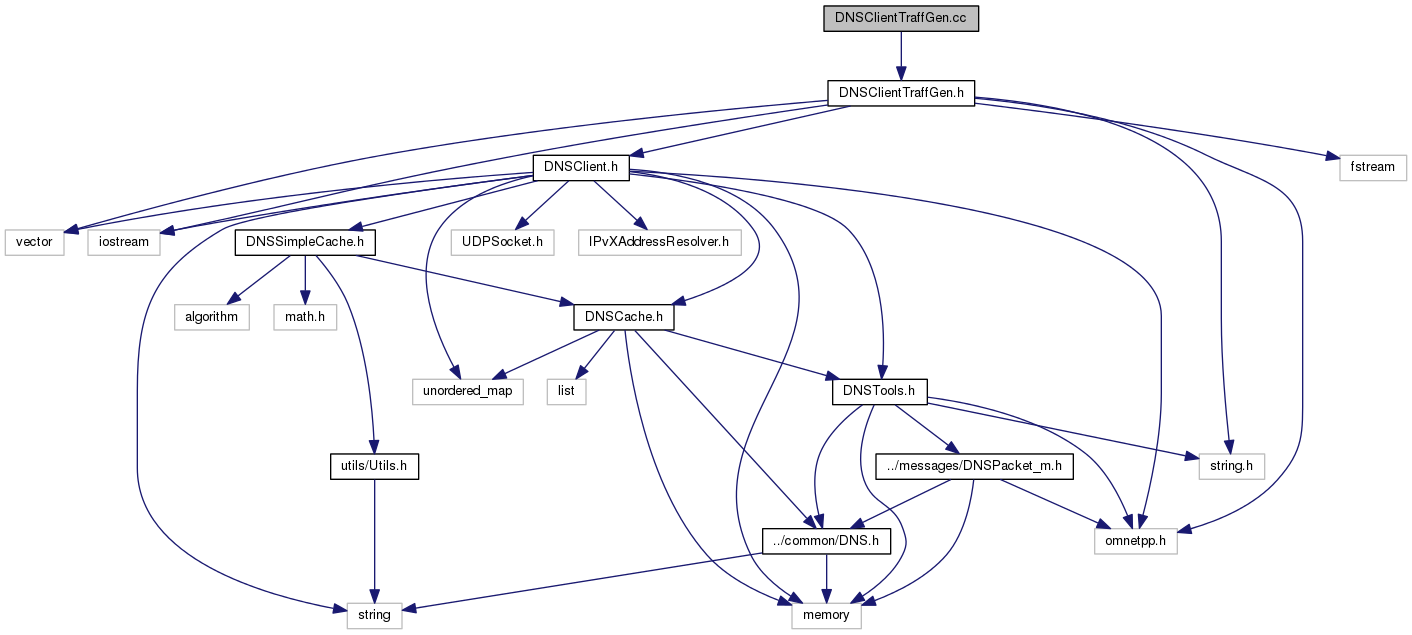 DNSClientTraffGen.cc
DNSClientTraffGen.h
DNSClient.h
fstream
vector
iostream
DNSSimpleCache.h
UDPSocket.h
IPvXAddressResolver.h
algorithm
math.h
DNSCache.h
unordered_map
list
DNSTools.h
utils/Utils.h
../messages/DNSPacket_m.h
string.h
../common/DNS.h
omnetpp.h
string
memory